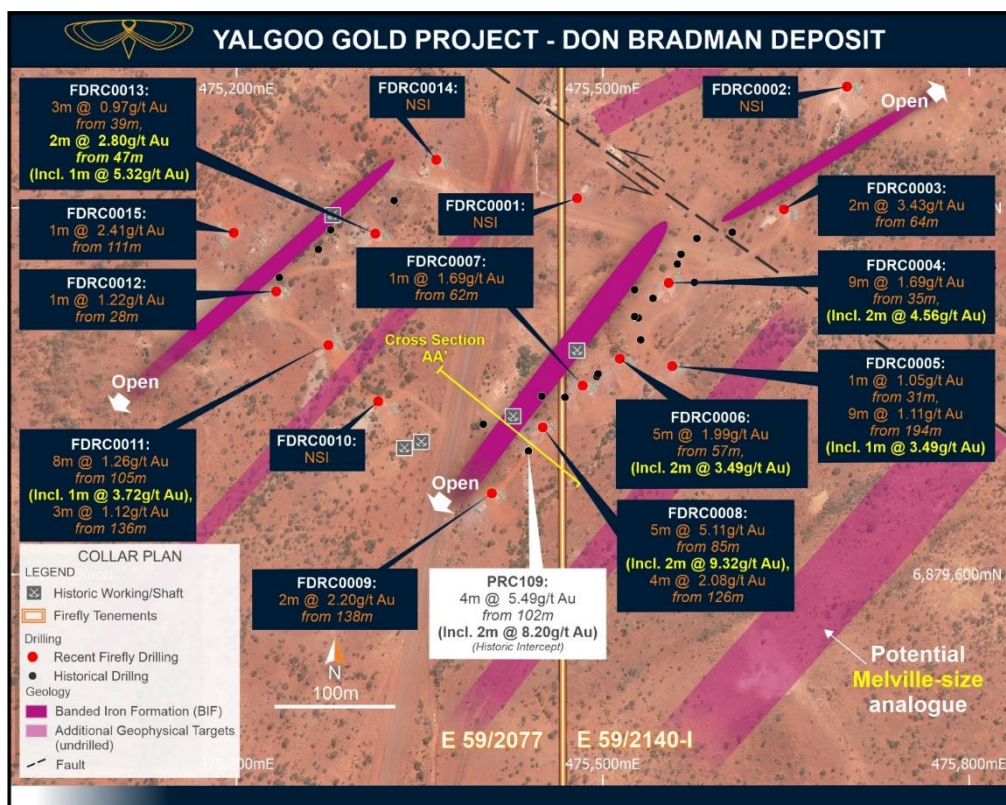 YALGOO GOLD PROJECT - DON BRADMAN DEPOSIT
475,200mE
475,500mE
FDRC0013:
3m @ 0.97g/t Au
from 39m,
2m @ 2.80g/t Au
from 47m
(Incl. 1m @ 5.32g/t Au)
FDRC0014:
NSI
FDRC0002:
NSI
Open
FDRC0015:
1m @ 2.41g/t Au
from 111m
FDRC0001:
NSI
FDRC0003:
2m @ 3.43g/t Au
from 64m
FDRC0012:
1m @ 1.22g/t Au
from 28m
FDRC0007:
1m @ 1.69g/t Au
from 62m
FDRC0004:
9m @ 1.69g/t Au
from 35m,
(Incl. 2m @ 4.56g/t Au)
Cross Section
AA'
Open
FDRC0005:
1m @ 1.05g/t Au
from 31m,
9m @ 1.11g/t Au
from 194m
(Incl. 1m @ 3.49g/t Au)
FDRC0011:
8m @ 1.26g/t Au
from 105m
(Incl. 1m @ 3.72g/t Au),
3m @ 1.12g/t Au
from 136m
FDRC0010:
NSI
FDRC0006:
5m @ 1.99g/t Au
from 57m,
(Incl. 2m @ 3.49g/t Au)
Open
FDRC0008:
5m @ 5.11g/t Au
from 85m
(Incl. 2m @ 9.32g/t Au),
4m @ 2.08g/t Au
from 126m
FDRC0009:
2m @ 2.20g/t Au
from 138m
PRC109:
4m @ 5.49g/t Au
from 102m
(Incl. 2m @ 8.20g/t Au)
(Historic Intercept)
6,879,600mN
COLLAR PLAN
LEGEND
Historic Working/Shaft
Firefly Tenements
Drilling
Recent Firefly Drilling
Historical Drillng
Geology
Banded Iron Formation (BIF)
Additional Geophysical Targets
(undrilled)
Fault
N
100m
Potential
Melville-size
analogue
E 59/2077
E 59/2140-I
475,200mE
475,500mE
475,800mE